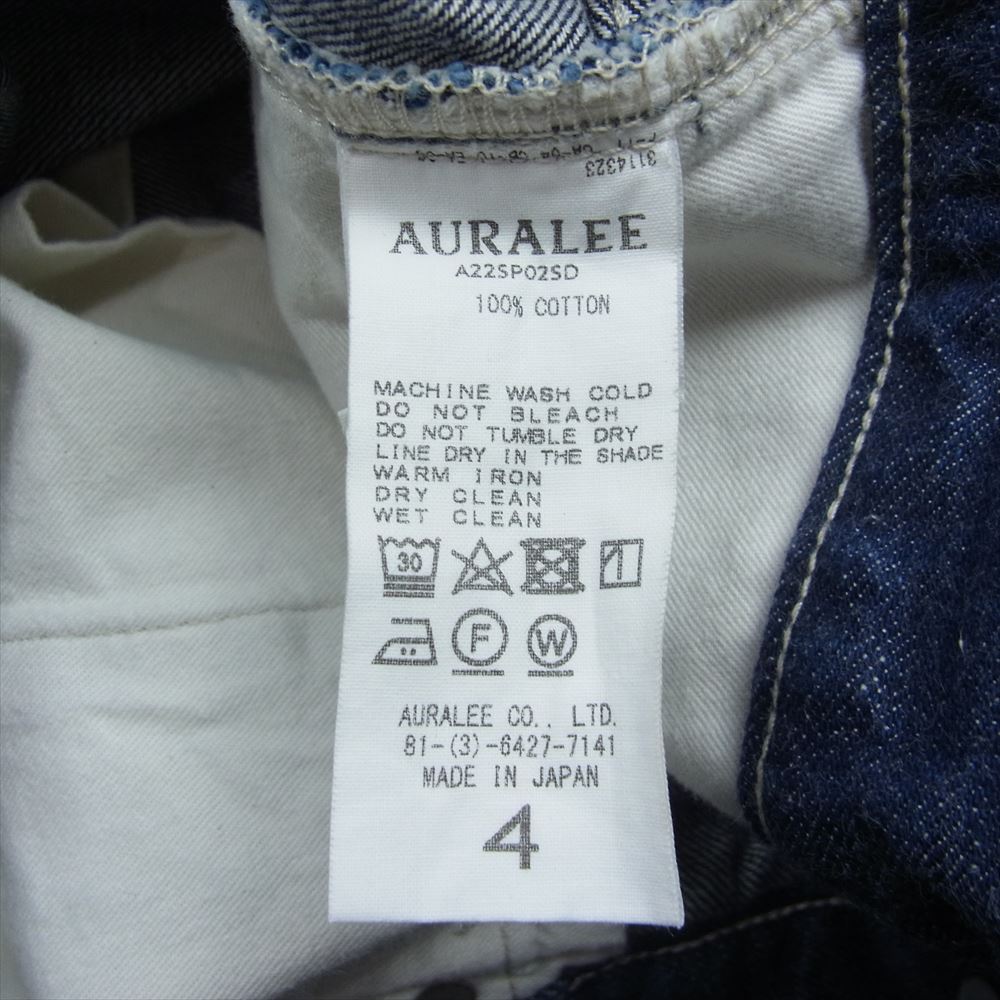 3114323
AURALEE
A22SP02SD
100% COTTON
MACHINE WASH COLD
DO NOT BLEACH
DO NOT TUMBLE DRY
LINE DRY IN THE SHADE
WARM IRON
DRY CLEAN
WET CLEAN
30
F W
AURALEE CO., LTD.
81-(3)-6427-7141
MADE IN JAPAN
4